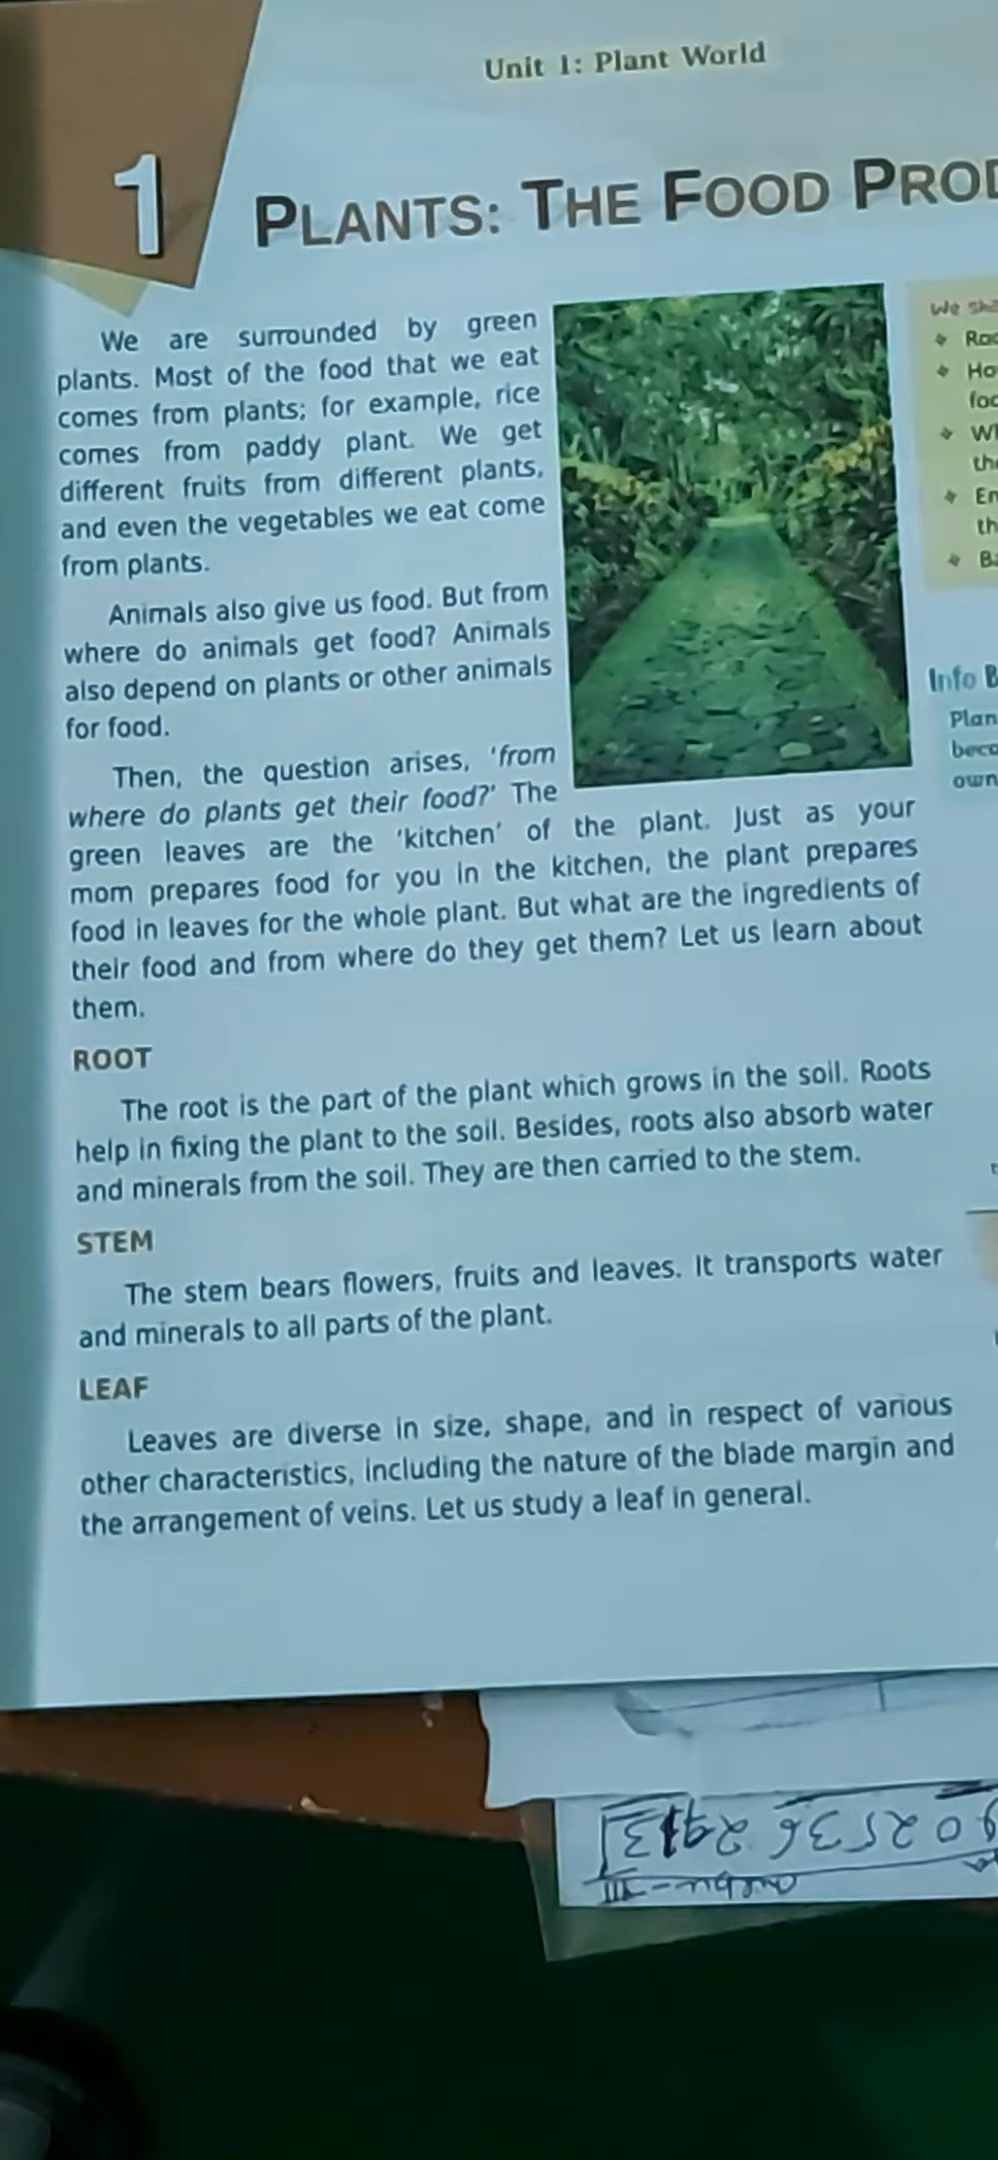 Unit 1: Plant World
1
PLANTS: THE FOOD
We are surrounded by green
plants. Most of the food that we eat
comes from plants; for example, rice
comes from paddy plant. We get
different fruits from different plants,
and even the vegetables we eat come
from plants.
Animals also give us food. But from
where do animals get food? Animals
also depend on plants or other animals
for food.
Then, the question arises, ‘from
where do plants get their food?’ The
green leaves are the ‘kitchen’ of the plant. Just as your
mom prepares food for you in the kitchen, the plant prepares
food in leaves for the whole plant. But what are the ingredients of
their food and from where do they get them? Let us learn about
them.
ROOT
The root is the part of the plant which grows in the soil. Roots
help in fixing the plant to the soil. Besides, roots also absorb water
and minerals from the soil. They are then carried to the stem.
STEM
The stem bears flowers, fruits and leaves. It transports water
and minerals to all parts of the plant.
LEAF
Leaves are diverse in size, shape, and in respect of various
other characteristics, including the nature of the blade margin and
the arrangement of veins. Let us study a leaf in general.
We
Info